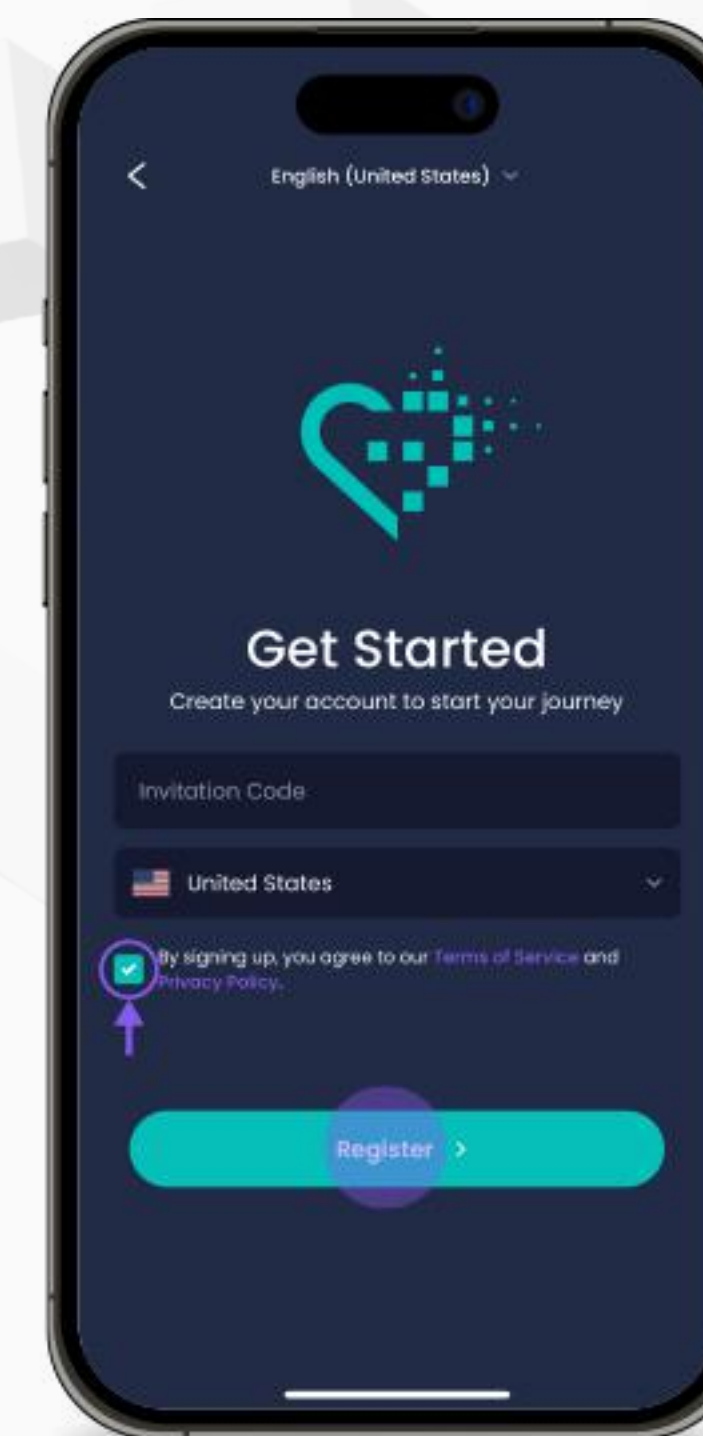 English (United States)
Get Started
Create your account to start your journey
Invitation Code
United States
By signing up, you agree to our Terms of Service and
Privacy Policy.
Register